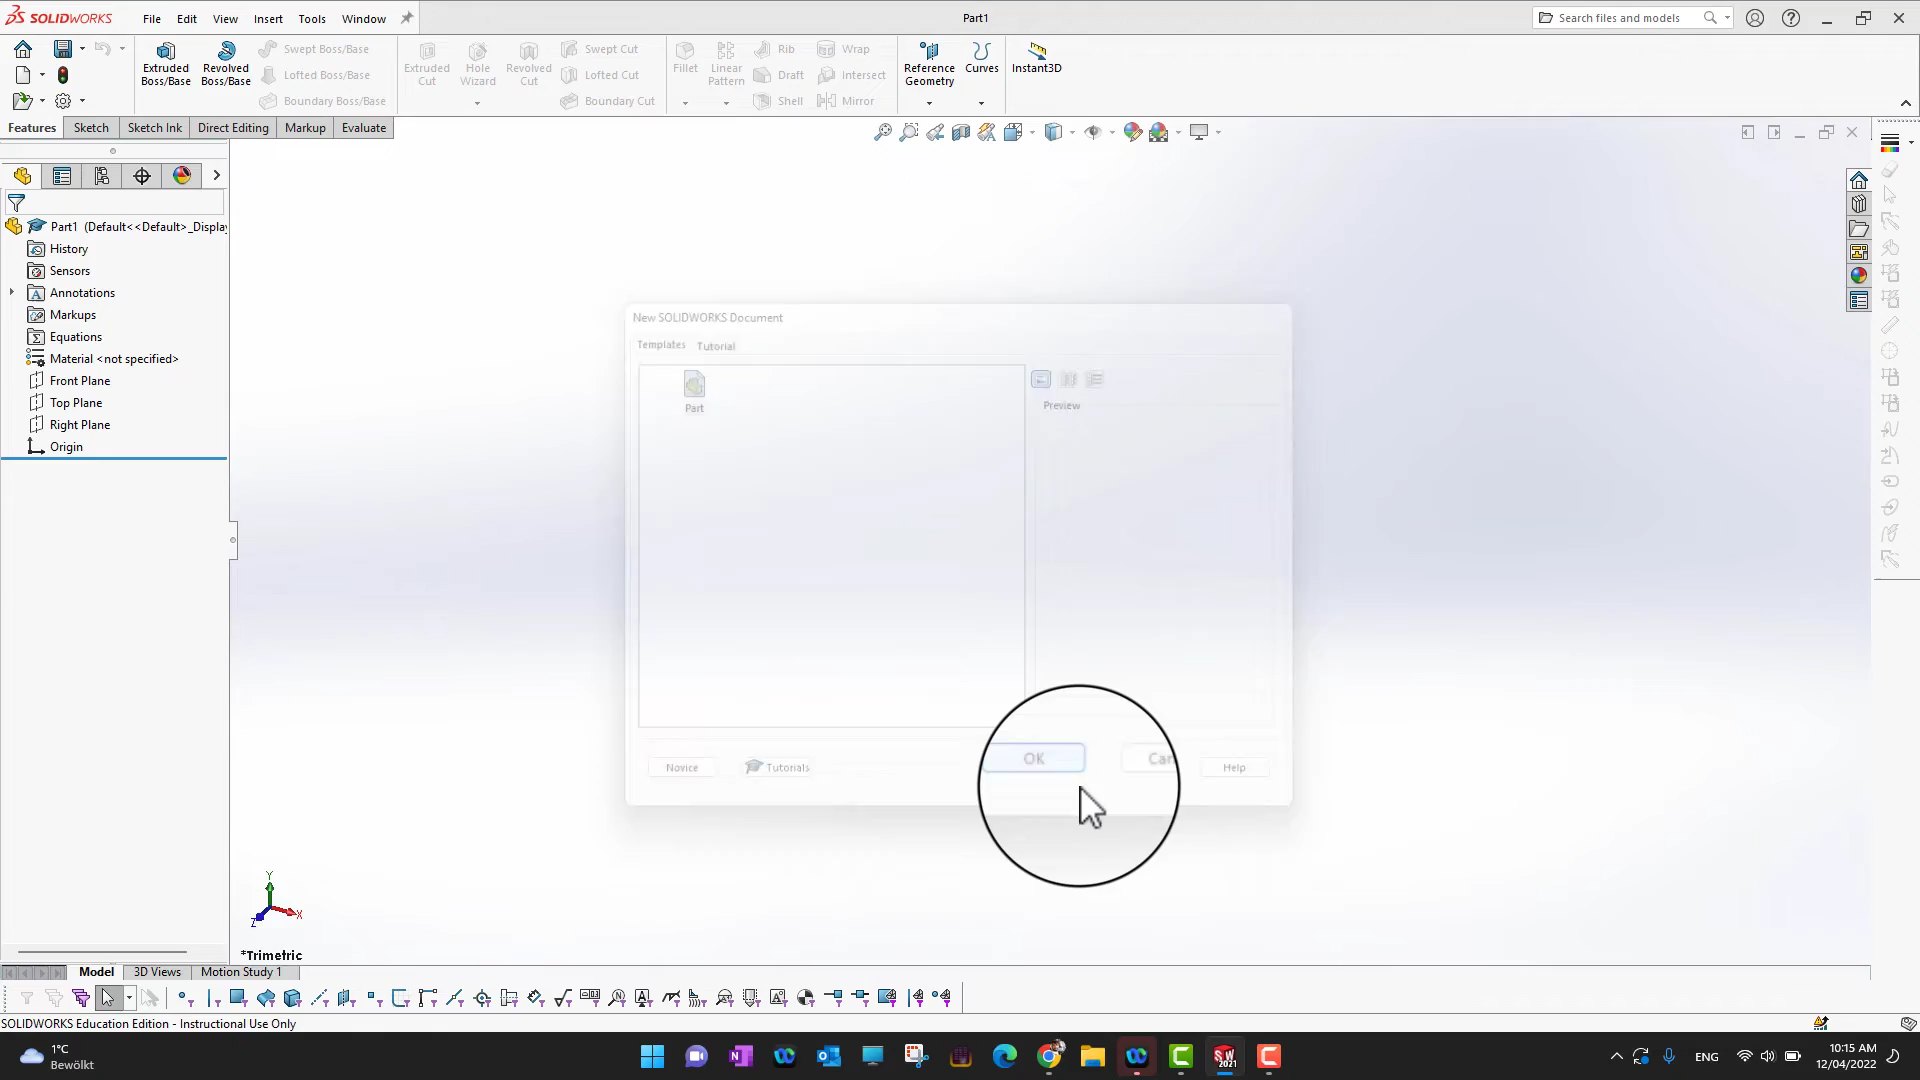 SOLIDWORKS File Edit View Insert Tools Window Part1 Search files and models
Extruded Boss/Base
Revolved Boss/Base
Swept Boss/Base
Lofted Boss/Base
Boundary Boss/Base
Extruded Cut
Hole Wizard
Revolved Cut
Swept Cut
Lofted Cut
Boundary Cut
Fillet
Linear Pattern
Rib
Draft
Shell
Wrap
Intersect
Mirror
Reference Geometry
Curves
Instant3D
Features Sketch Sketch Ink Direct Editing Markup Evaluate
Part1 (Default<<Default>_Displa
History
Sensors
Annotations
Markups
Equations
Material <not specified>
Front Plane
Top Plane
Right Plane
Origin
New SOLIDWORKS Document
Templates Tutorial
Part
Preview
OK Can
Novice Tutorials Help
Y
X
Z
*Trimetric
Model 3D Views Motion Study 1
SOLIDWORKS Education Edition - Instructional Use Only
1°C
Bewölkt
ENG
10:15 AM
12/04/2022